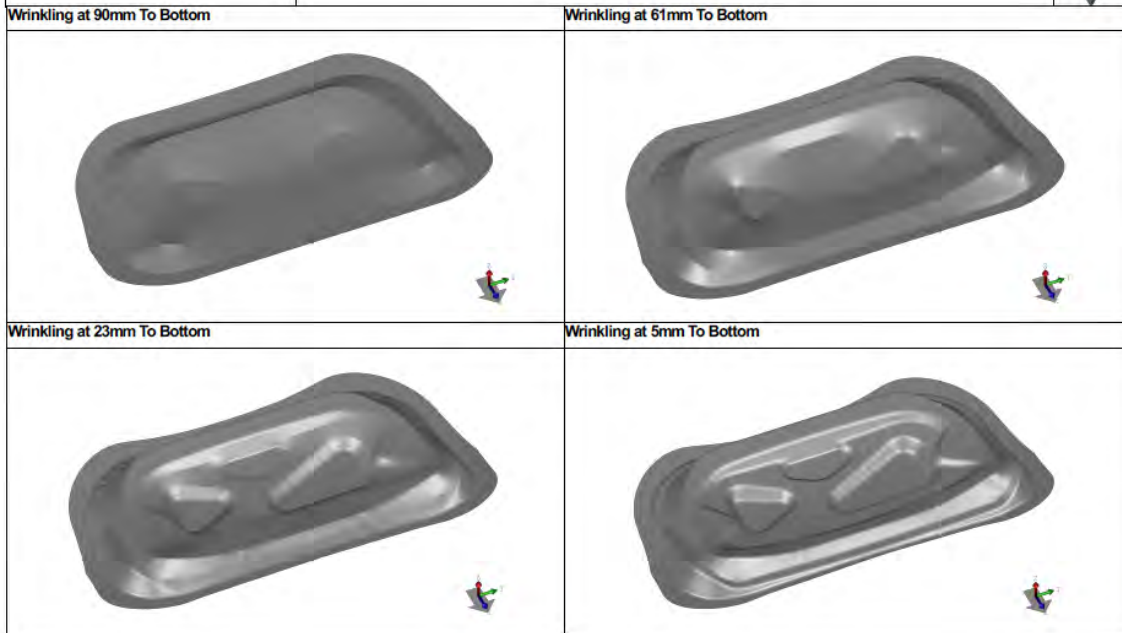 Wrinkling at 90mm To Bottom
Wrinkling at 61mm To Bottom
Wrinkling at 23mm To Bottom
Wrinkling at 5mm To Bottom